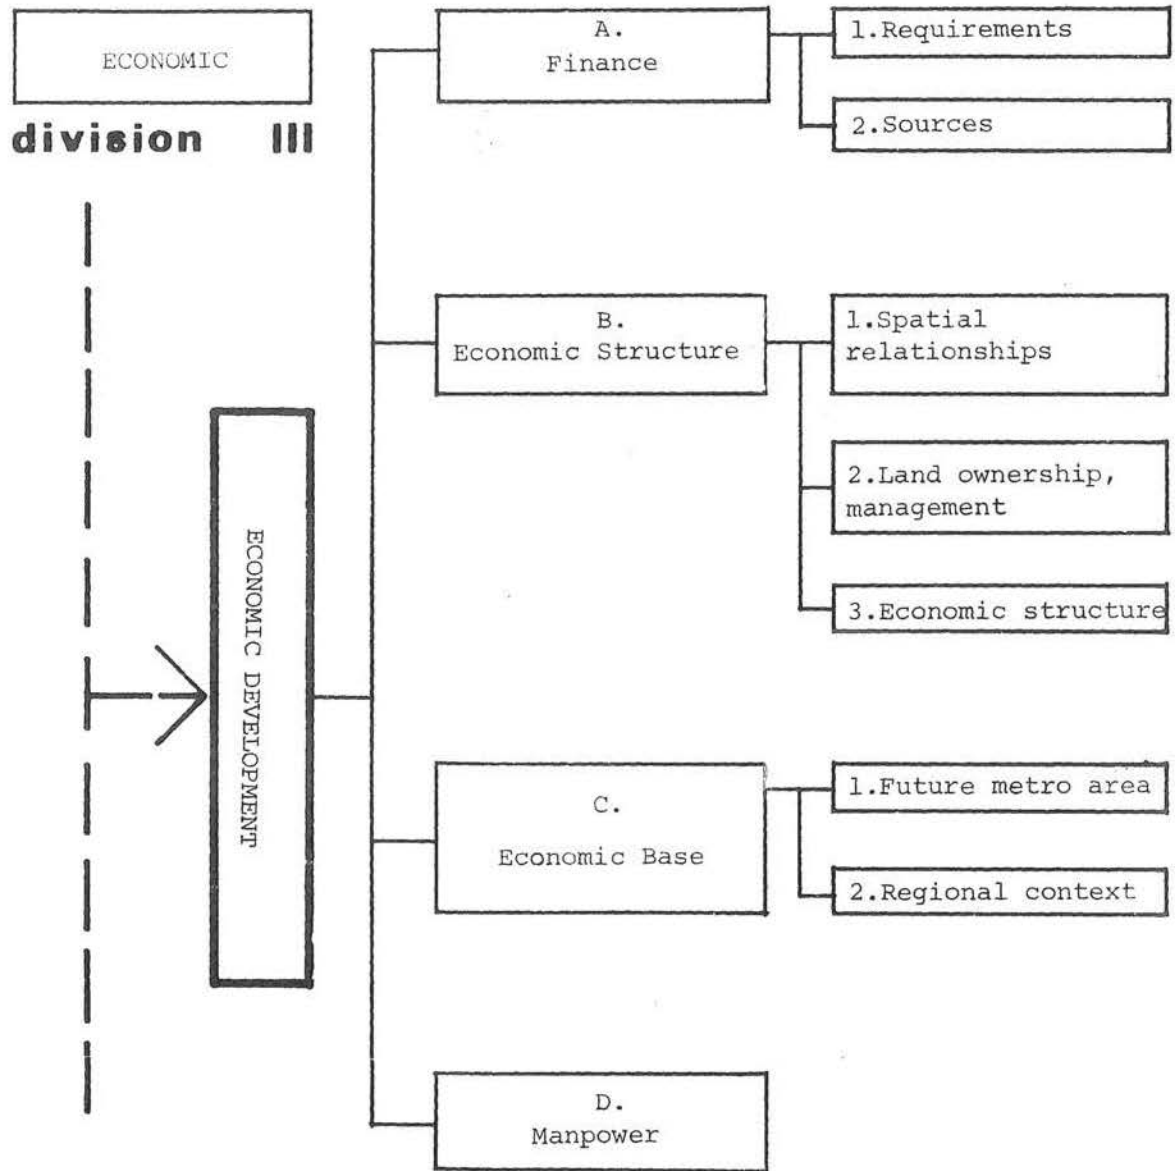 ECONOMIC
division III
ECONOMIC DEVELOPMENT
A.
Finance
1.Requirements
2.Sources
B.
Economic Structure
1.Spatial
relationships
2.Land ownership,
management
3.Economic structure
C.
Economic Base
1.Future metro area
2.Regional context
D.
Manpower